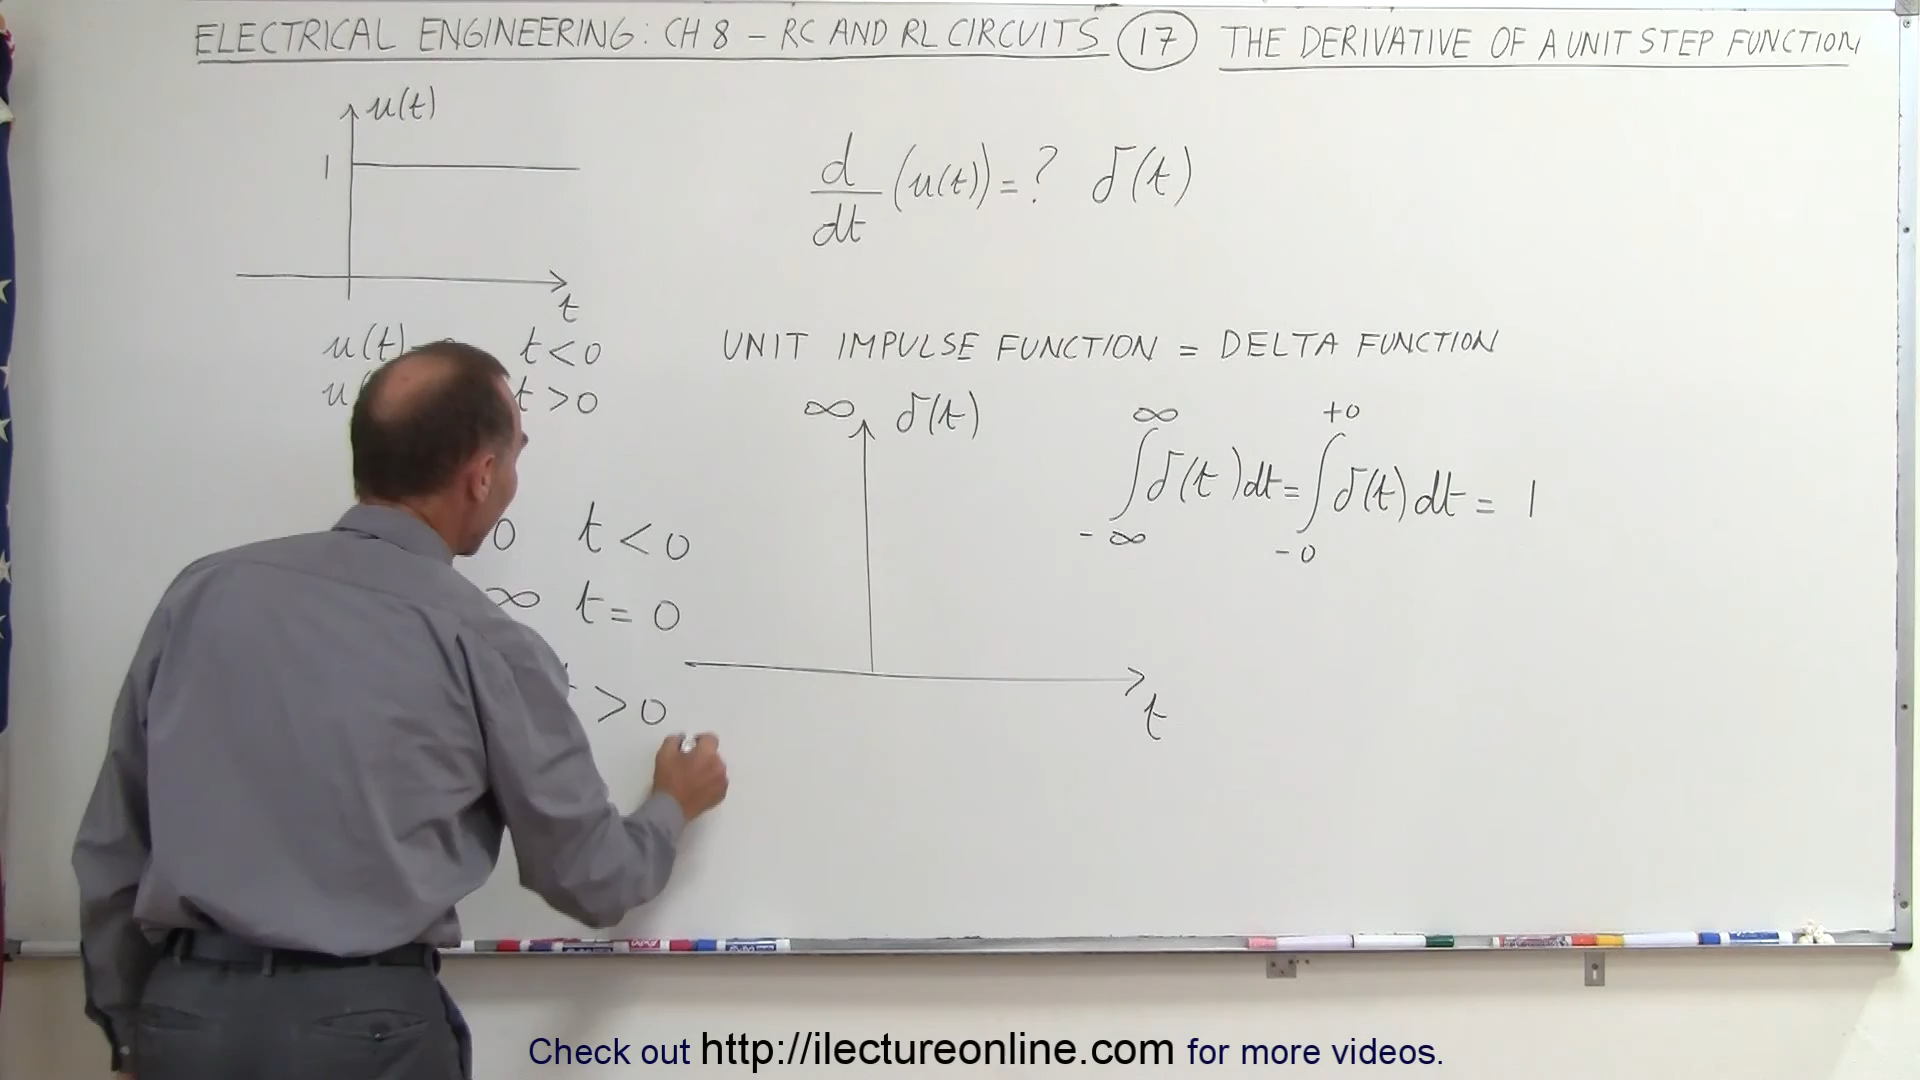 ELECTRICAL ENGINEERING: CH 8 – RC AND RL CIRCUITS 17 THE DERIVATIVE OF A UNIT STEP FUNCTION
u(t)
1
t
d/dt (u(t)) = ? δ(t)
t < 0
t > 0
UNIT IMPULSE FUNCTION = DELTA FUNCTION
∞ δ(t)
t
∫_{-∞}^{∞} δ(t) dt = ∫_{-0}^{+0} δ(t) dt = 1
0 t < 0
∞ t = 0
> 0
Check out http://ilectureonline.com for more videos.